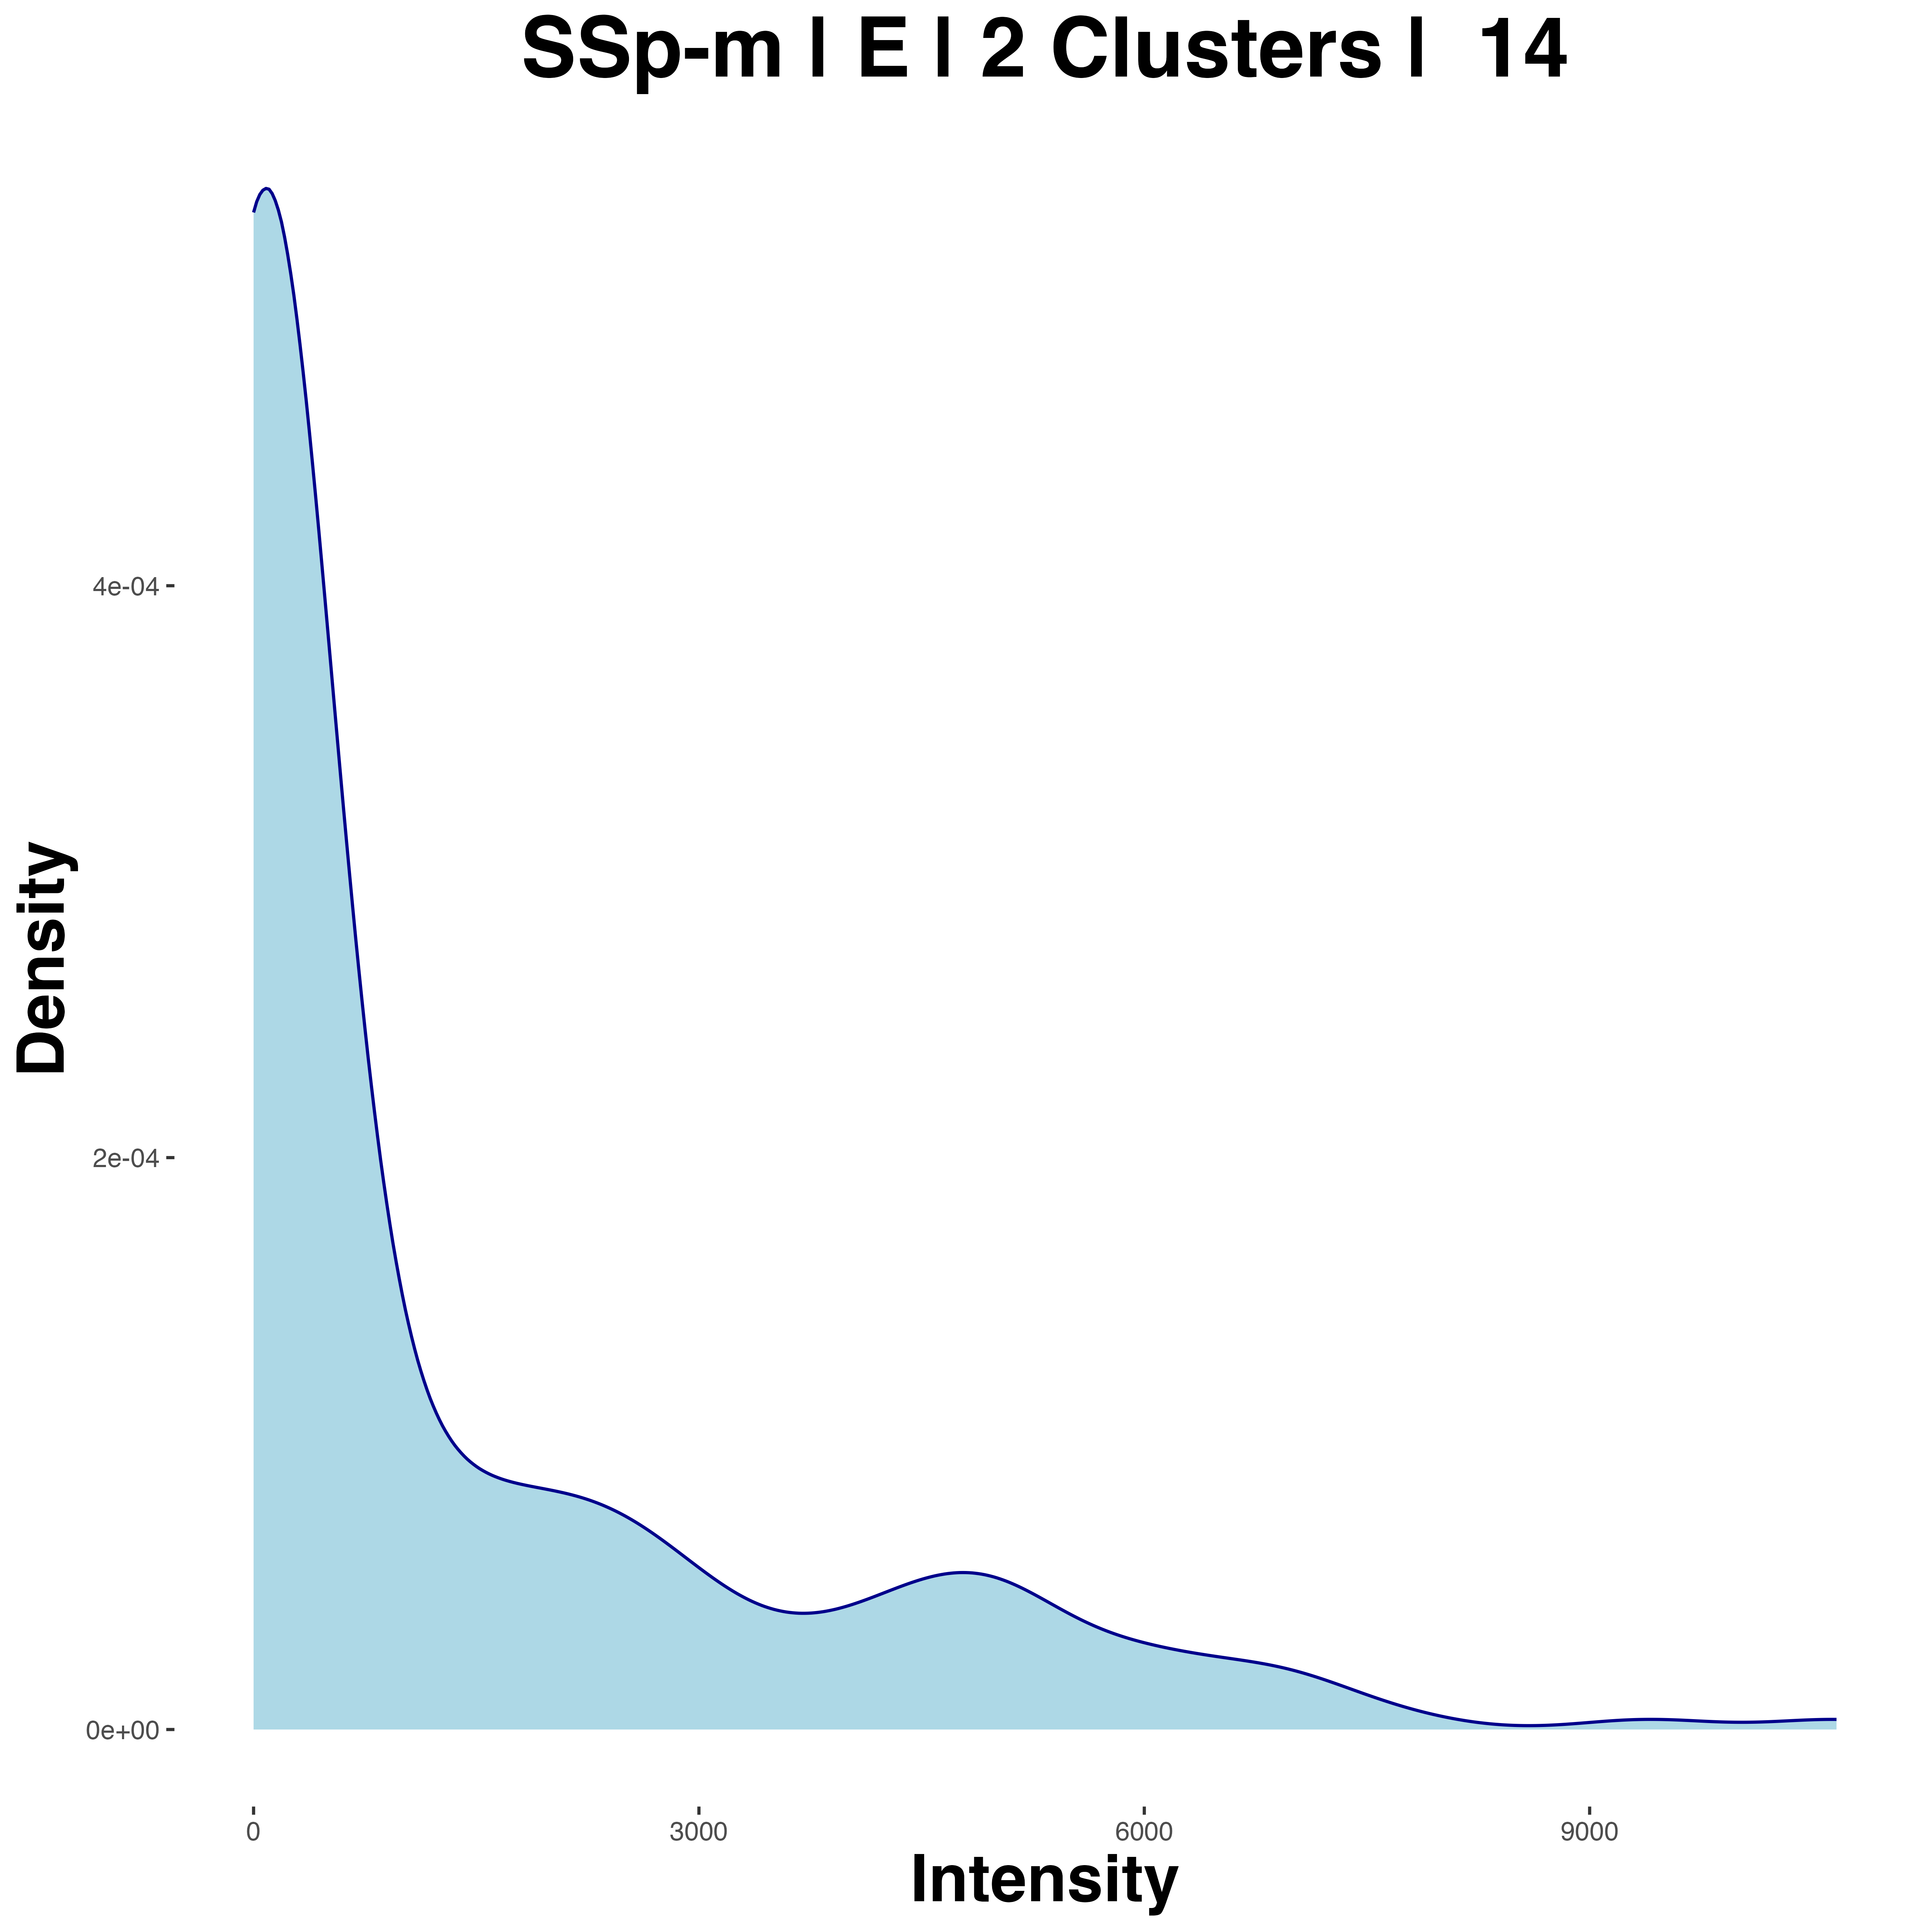 SSp-m | E | 2 Clusters | 14
Density
4e-04
2e-04
0e+00
0 3000 6000 9000
Intensity